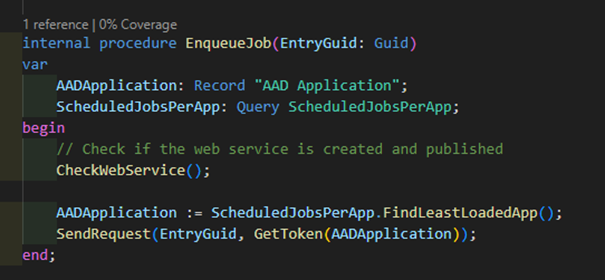 1 reference | 0% Coverage
internal procedure EnqueueJob(EntryGuid: Guid)
var
    AADApplication: Record "AAD Application";
    ScheduledJobsPerApp: Query ScheduledJobsPerApp;
begin
    // Check if the web service is created and published
    CheckWebService();

    AADApplication := ScheduledJobsPerApp.FindLeastLoadedApp();
    SendRequest(EntryGuid, GetToken(AADApplication));
end;